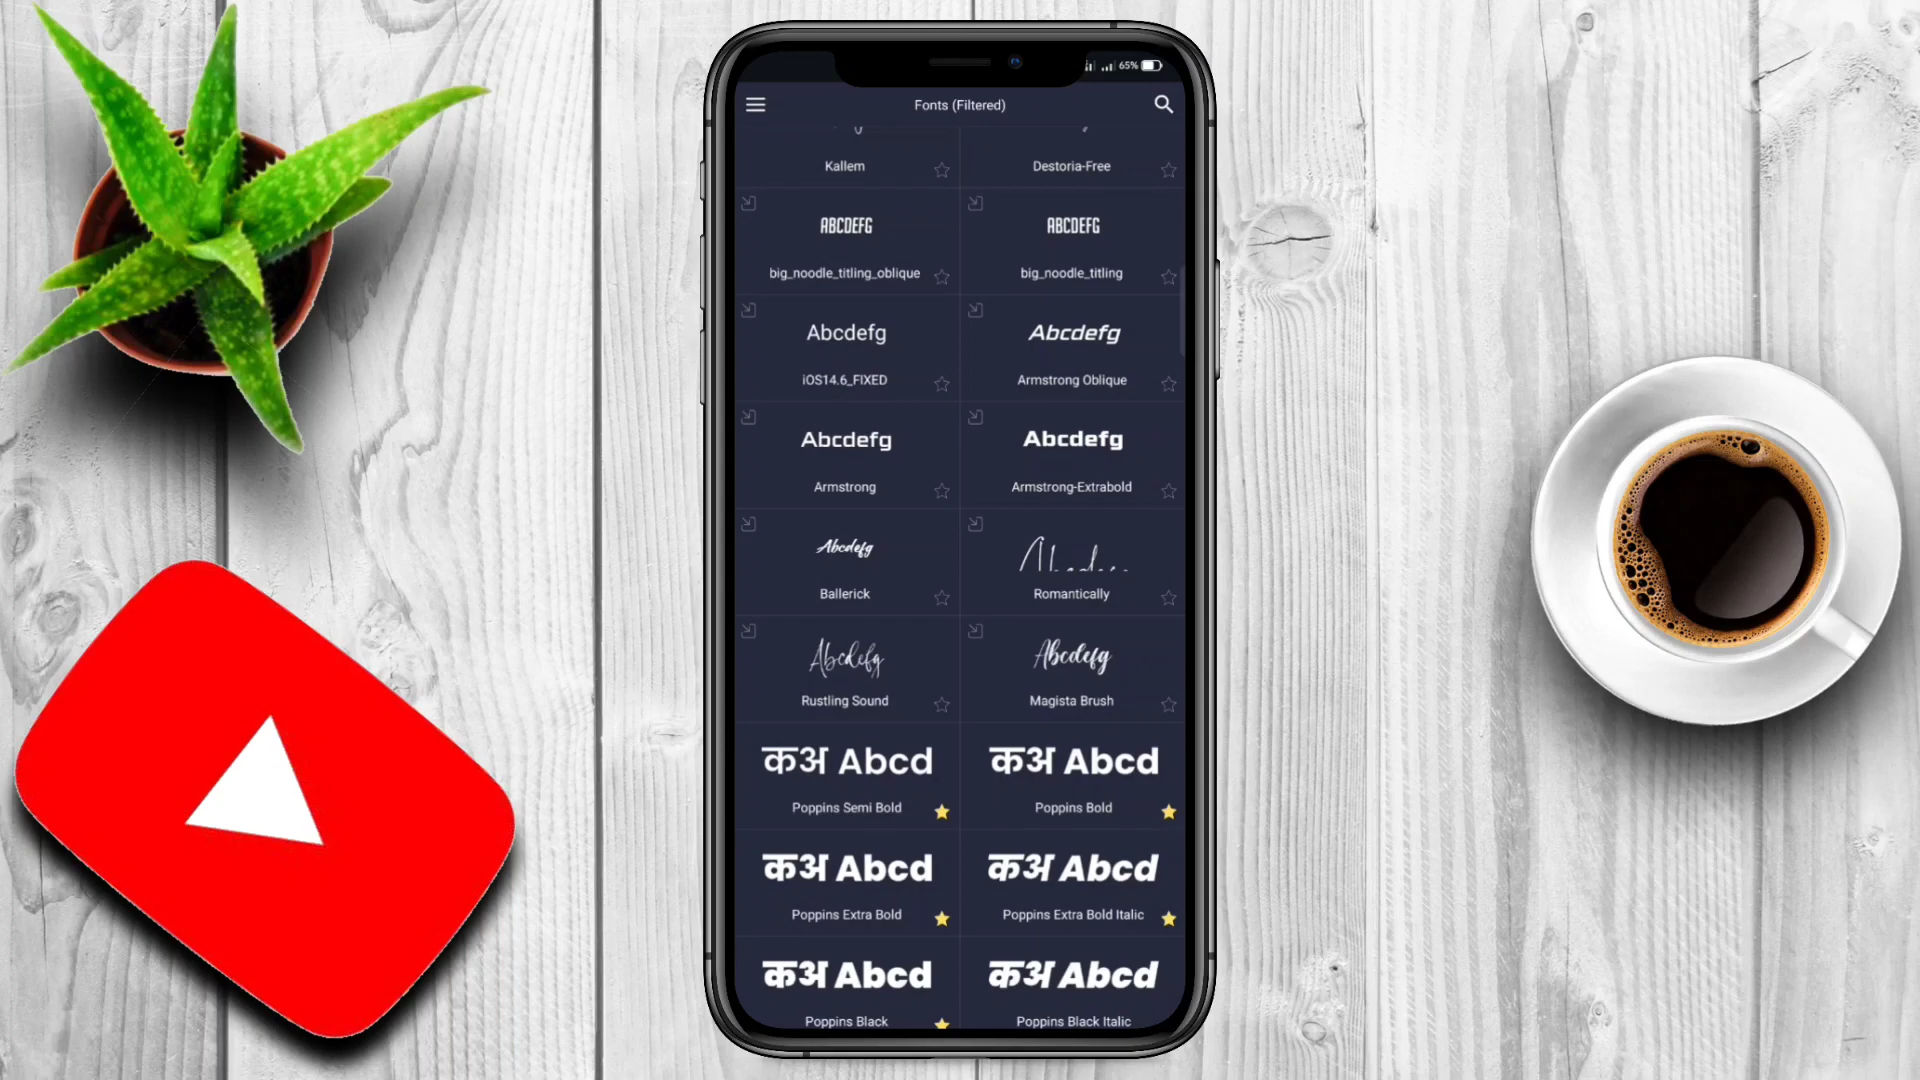 65%
Fonts (Filtered)
Kallem
Destoria-Free
ABCDEFG
ABCDEFG
big_noodle_titling_oblique
big_noodle_titling
Abcdefg
Abcdefg
iOS14.6_FIXED
Armstrong Oblique
Abcdefg
Abcdefg
Armstrong
Armstrong-Extrabold
Abcdefg
Ballerick
Romantically
Abcdefg
Abcdefg
Rustling Sound
Magista Brush
कअ Abcd
कअ Abcd
Poppins Semi Bold
Poppins Bold
कअ Abcd
कअ Abcd
Poppins Extra Bold
Poppins Extra Bold Italic
कअ Abcd
कअ Abcd
Poppins Black
Poppins Black Italic